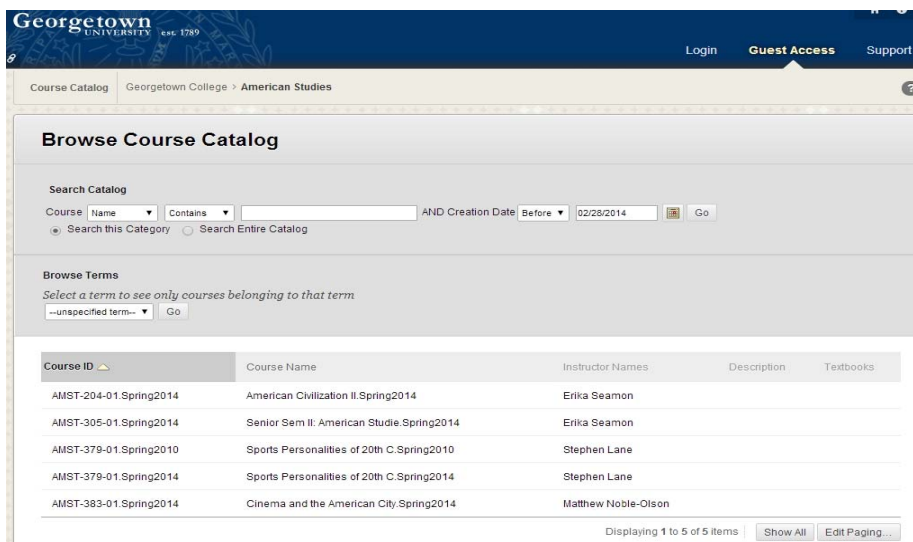 Georgetown
UNIVERSITY est. 1789
Login Guest Access Support
Course Catalog Georgetown College > American Studies
?
Browse Course Catalog
Search Catalog
Course Name Contains AND Creation Date Before 02/28/2014 Go
Search this Category Search Entire Catalog
Browse Terms
Select a term to see only courses belonging to that term
--unspecified term-- Go
Course ID Course Name Instructor Names Description Textbooks
AMST-204-01.Spring2014 American Civilization II.Spring2014 Erika Seamon
AMST-305-01.Spring2014 Senior Sem II: American Studie.Spring2014 Erika Seamon
AMST-379-01.Spring2010 Sports Personalities of 20th C.Spring2010 Stephen Lane
AMST-379-01.Spring2014 Sports Personalities of 20th C.Spring2014 Stephen Lane
AMST-383-01.Spring2014 Cinema and the American City.Spring2014 Matthew Noble-Olson
Displaying 1 to 5 of 5 items Show All Edit Paging...